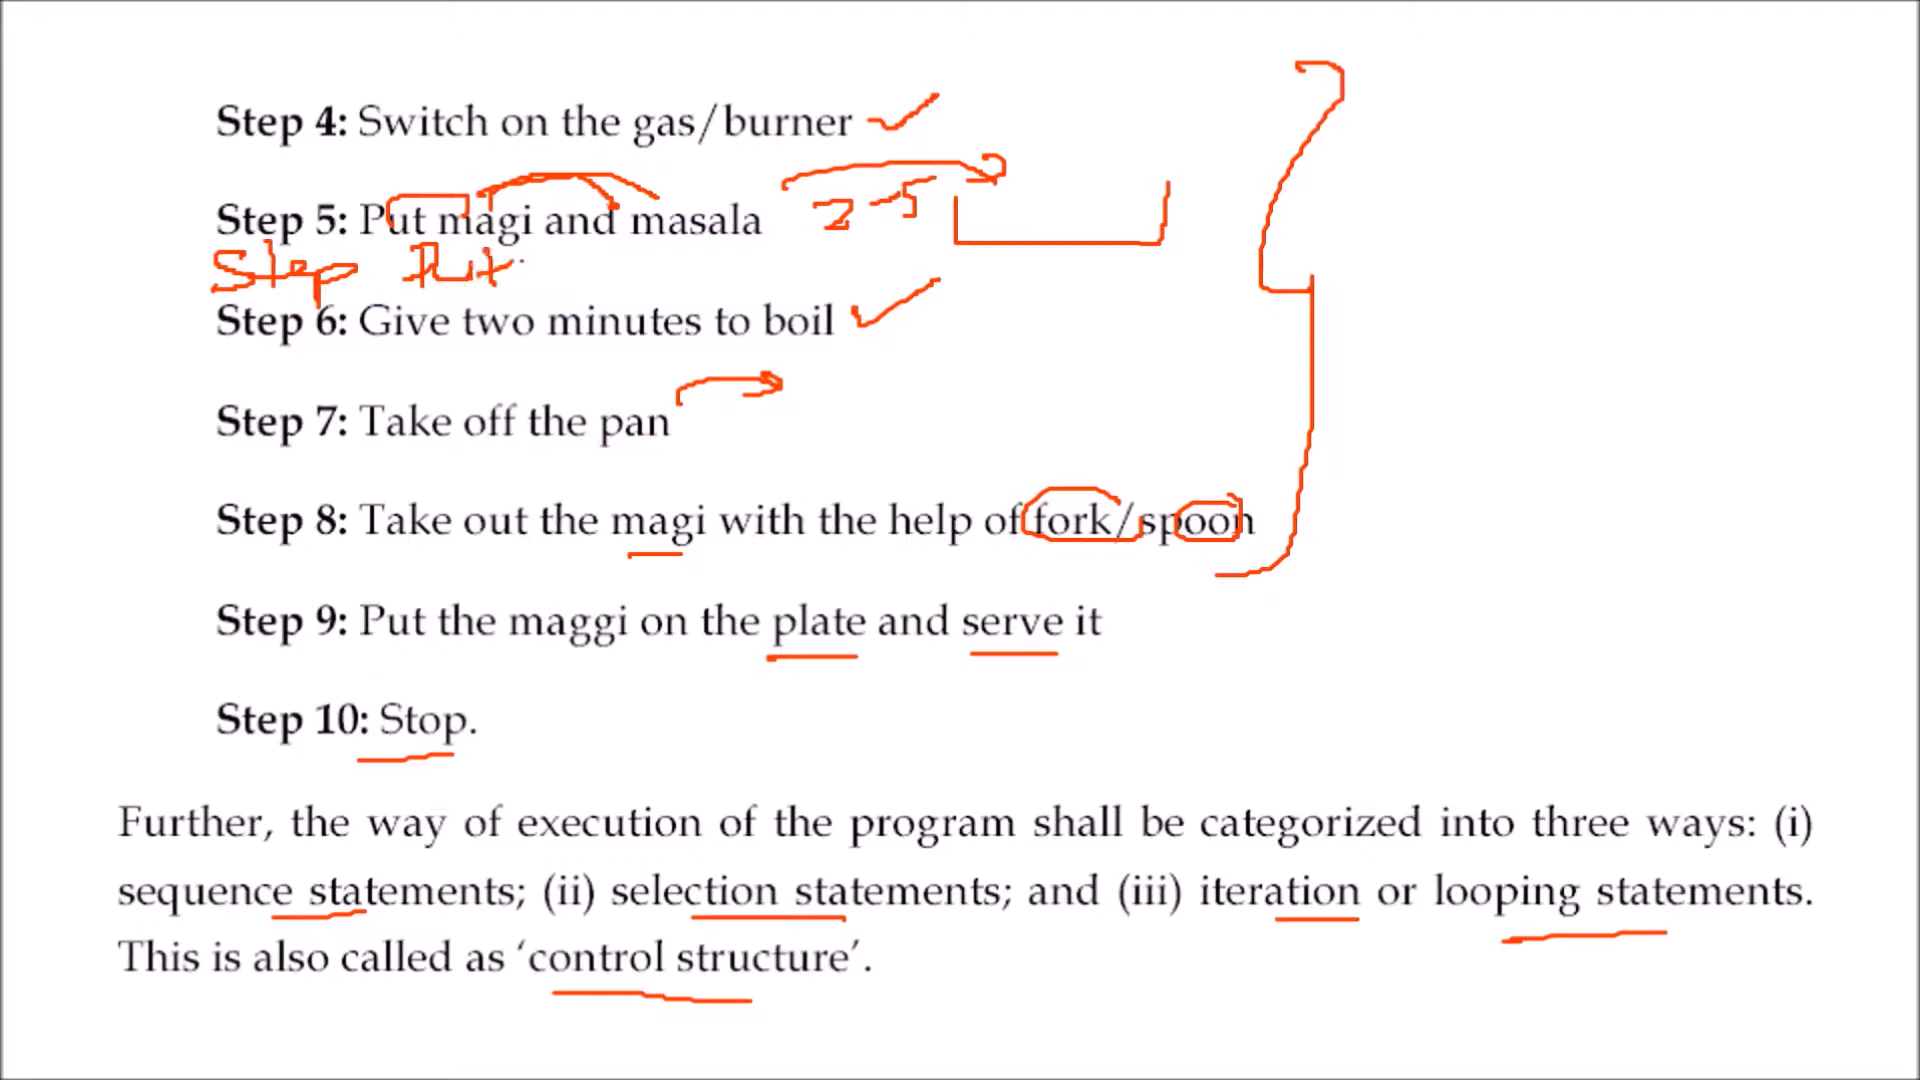 Step 4: Switch on the gas/burner
Step 5: Put magi and masala 2-5
Step Put
Step 6: Give two minutes to boil
Step 7: Take off the pan
Step 8: Take out the magi with the help of fork/spoon
Step 9: Put the maggi on the plate and serve it
Step 10: Stop.
Further, the way of execution of the program shall be categorized into three ways: (i)
sequence statements; (ii) selection statements; and (iii) iteration or looping statements.
This is also called as ‘control structure’.